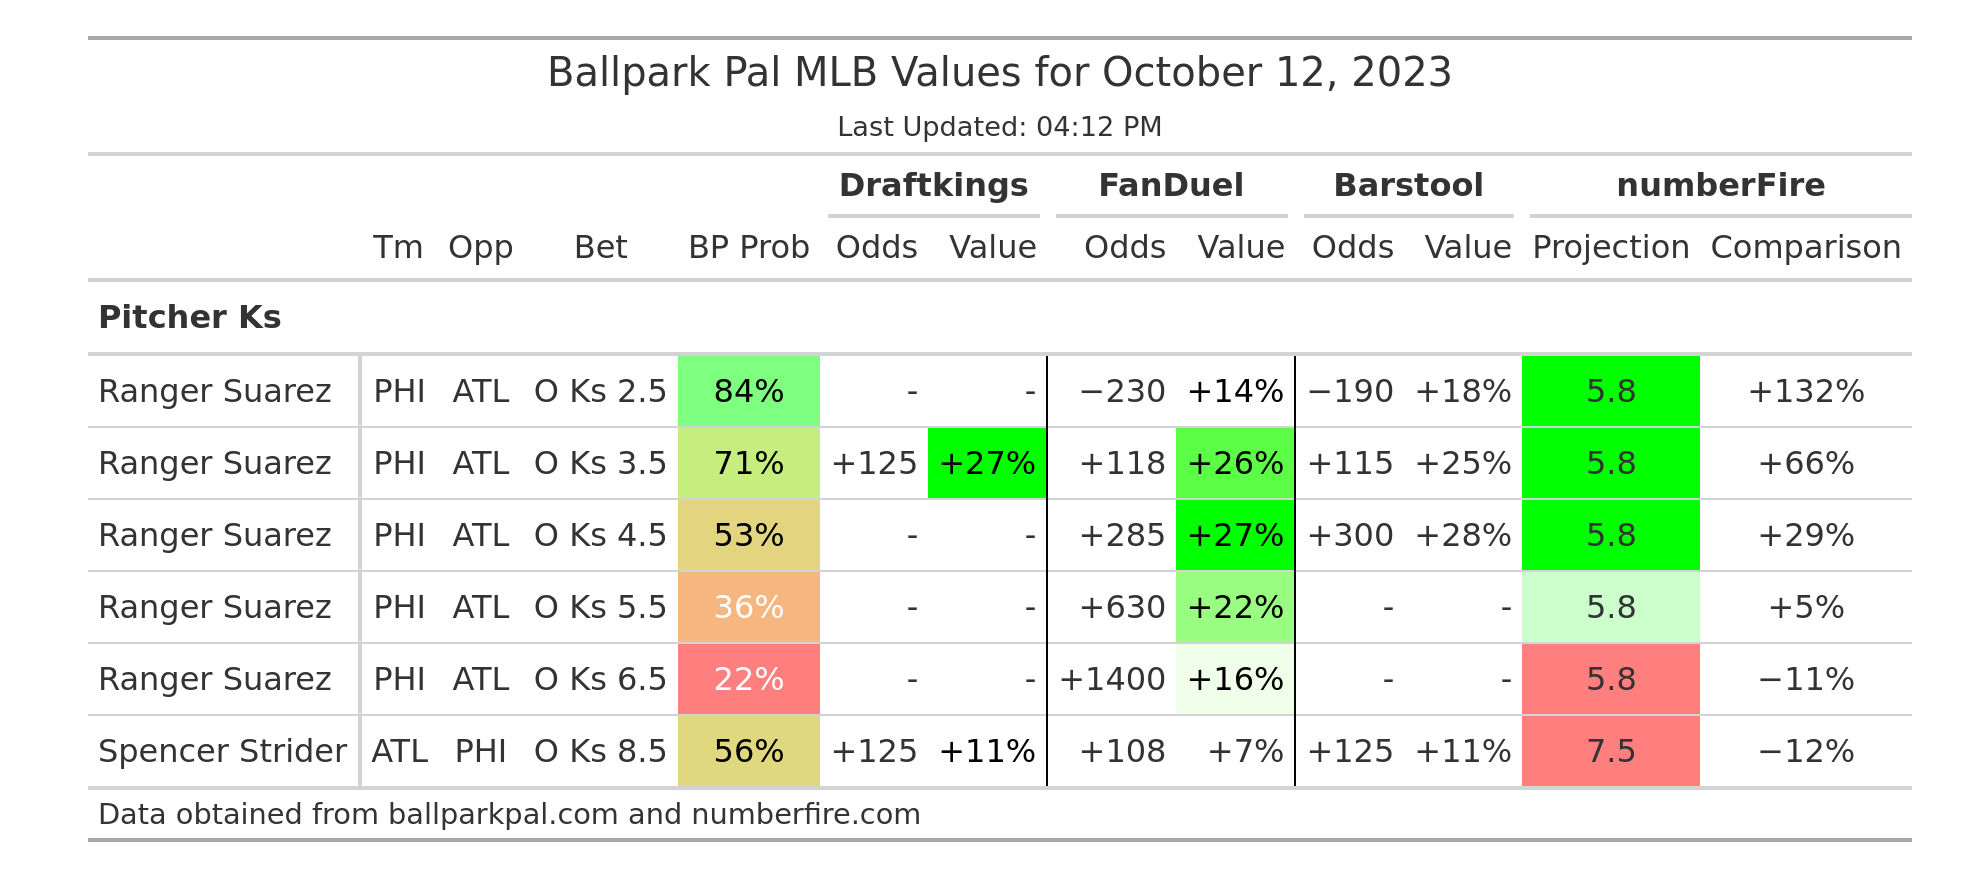 Ballpark Pal MLB Values for October 12, 2023
Last Updated: 04:12 PM
Draftkings FanDuel Barstool numberFire
Tm Opp Bet BP Prob Odds Value Odds Value Odds Value Projection Comparison
Pitcher Ks
Ranger Suarez PHI ATL O Ks 2.5 84% - - −230 +14% −190 +18% 5.8 +132%
Ranger Suarez PHI ATL O Ks 3.5 71% +125 +27% +118 +26% +115 +25% 5.8 +66%
Ranger Suarez PHI ATL O Ks 4.5 53% - - +285 +27% +300 +28% 5.8 +29%
Ranger Suarez PHI ATL O Ks 5.5 36% - - +630 +22% - - 5.8 +5%
Ranger Suarez PHI ATL O Ks 6.5 22% - - +1400 +16% - - 5.8 −11%
Spencer Strider ATL PHI O Ks 8.5 56% +125 +11% +108 +7% +125 +11% 7.5 −12%
Data obtained from ballparkpal.com and numberfire.com